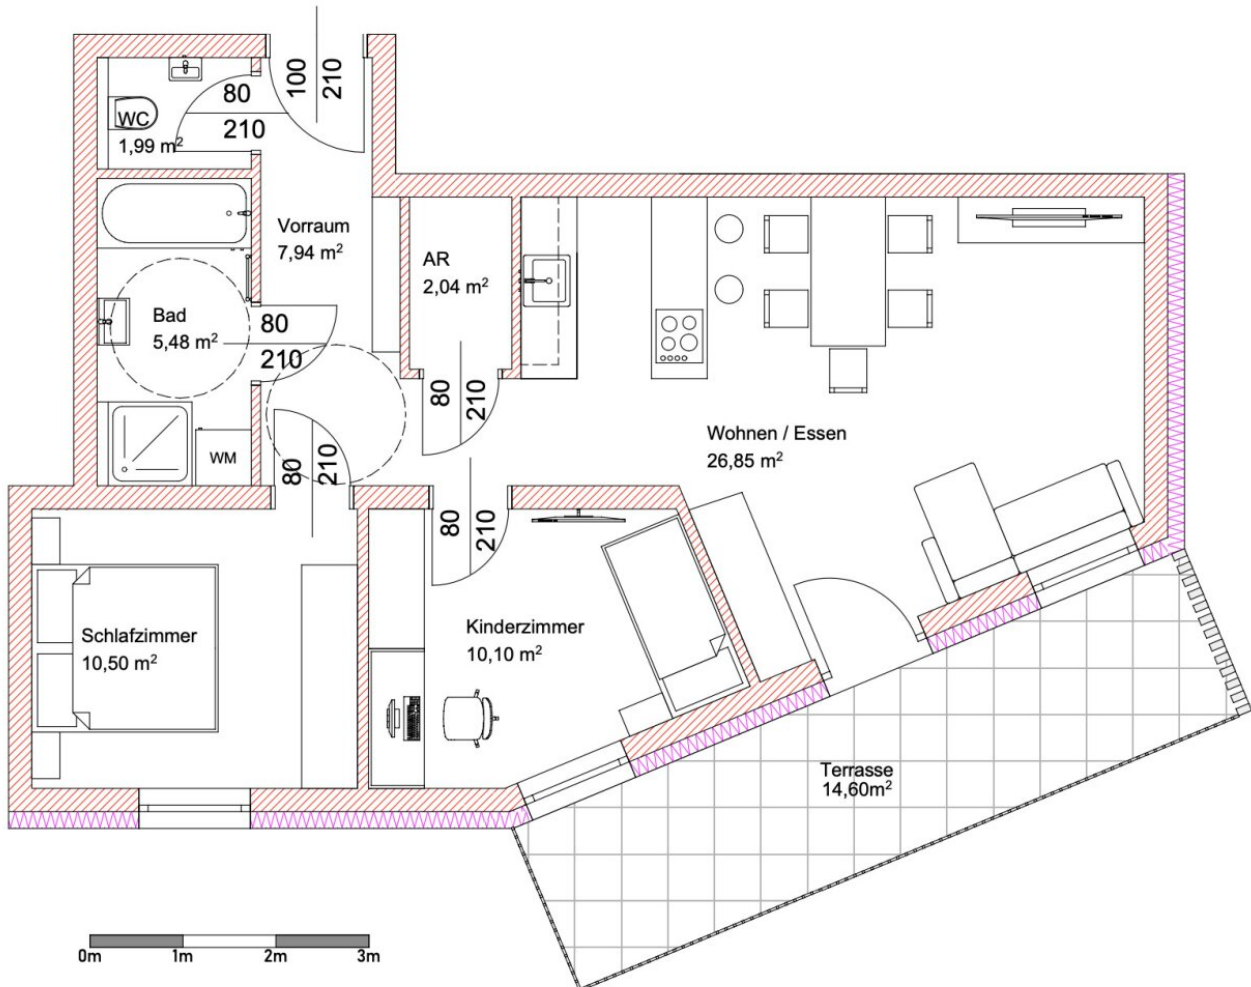 100
210
80
210
WC
1,99 m²
Vorraum
7,94 m²
AR
2,04 m²
Bad
5,48 m²
80
210
80
210
WM
80
210
Wohnen / Essen
26,85 m²
80
210
Schlafzimmer
10,50 m²
Kinderzimmer
10,10 m²
Terrasse
14,60m²
0m 1m 2m 3m